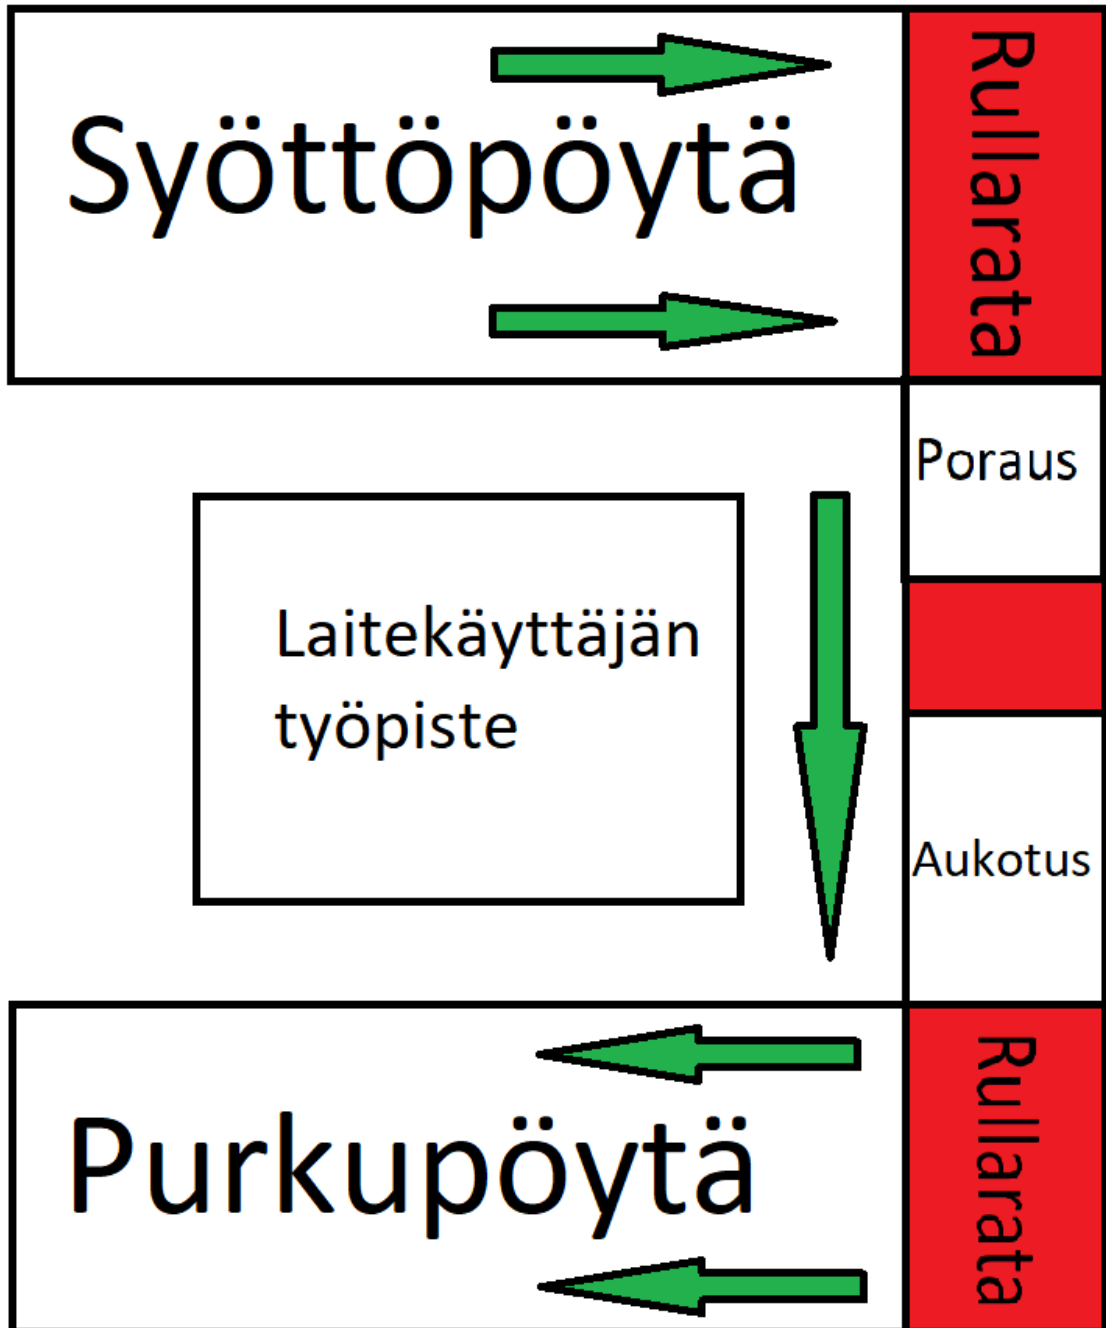 Syöttöpöytä
Rullarata
Poraus
Laitekäyttäjän
työpiste
Aukotus
Purkupöytä
Rullarata